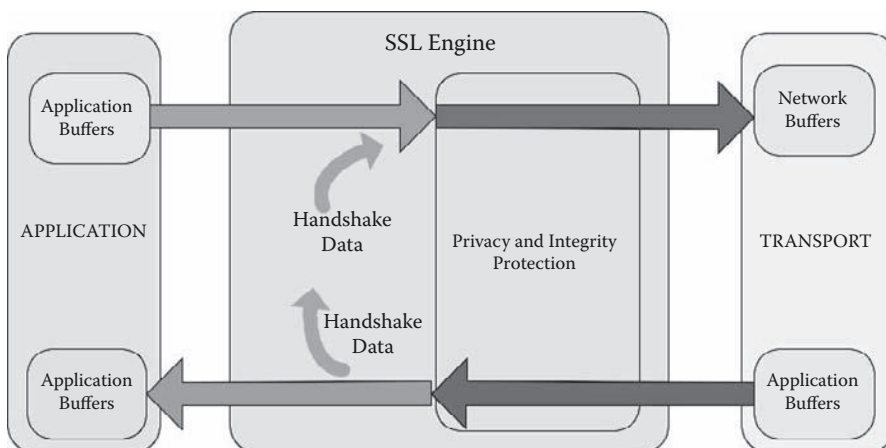 SSL Engine
Application
Buffers
Network
Buffers
APPLICATION
Handshake
Data
Privacy and Integrity
Protection
TRANSPORT
Handshake
Data
Application
Buffers
Application
Buffers